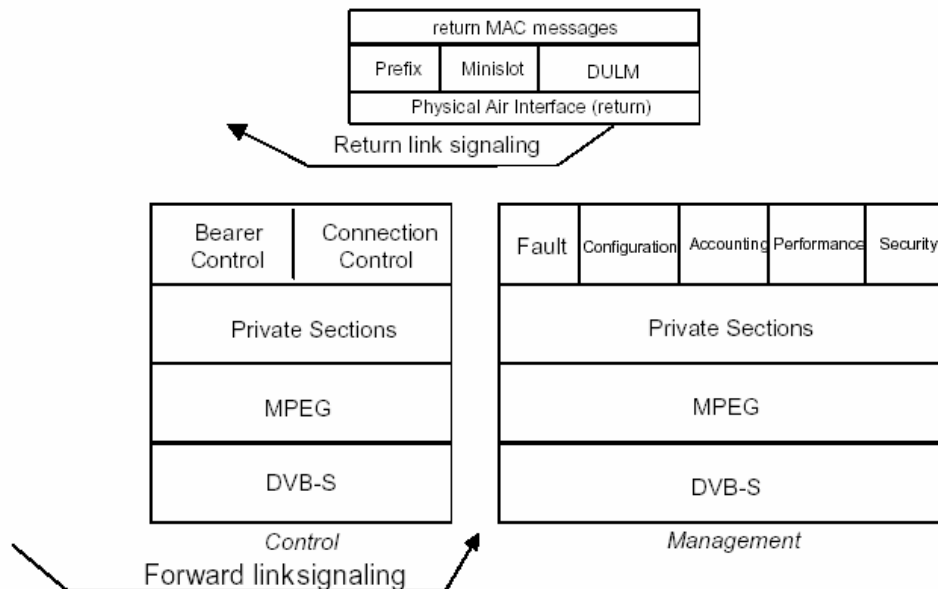 return MAC messages
Prefix Minislot DULM
Physical Air Interface (return)
Return link signaling
Bearer Control
Connection Control
Private Sections
MPEG
DVB-S
Control
Fault Configuration Accounting Performance Security
Private Sections
MPEG
DVB-S
Management
Forward linksignaling